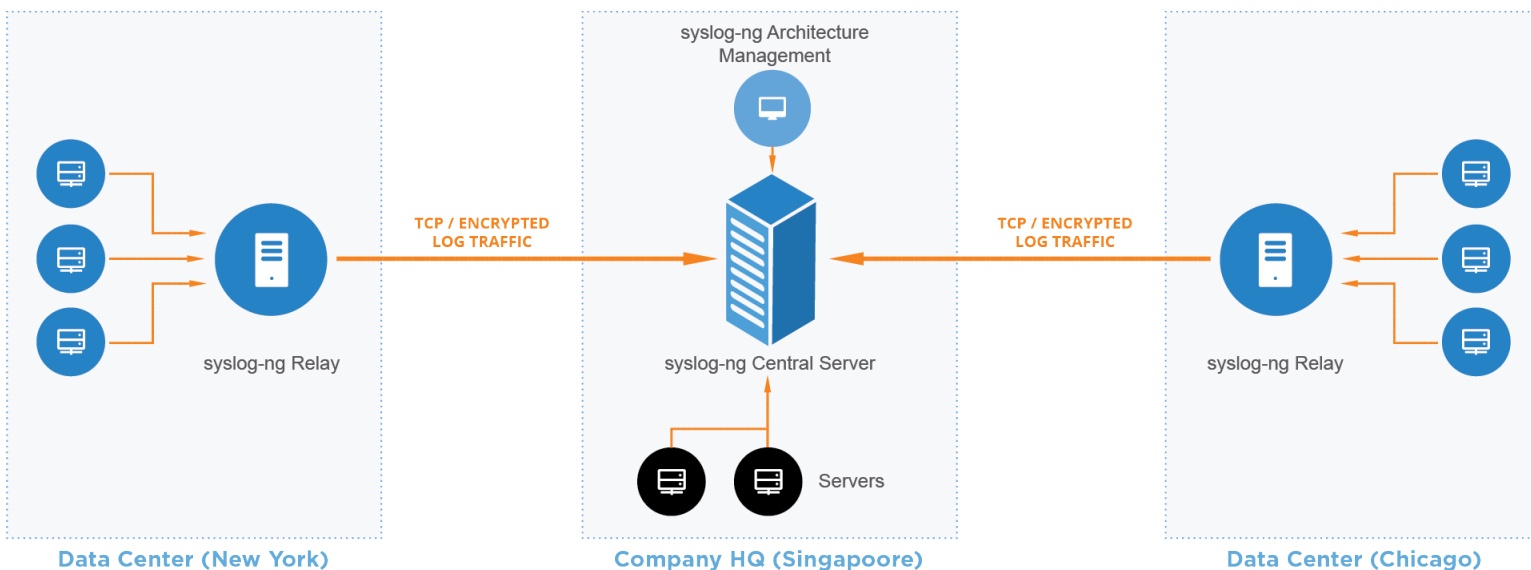 syslog-ng Architecture
Management
TCP / ENCRYPTED
LOG TRAFFIC
TCP / ENCRYPTED
LOG TRAFFIC
syslog-ng Relay
syslog-ng Central Server
syslog-ng Relay
Servers
Data Center (New York)
Company HQ (Singapoore)
Data Center (Chicago)